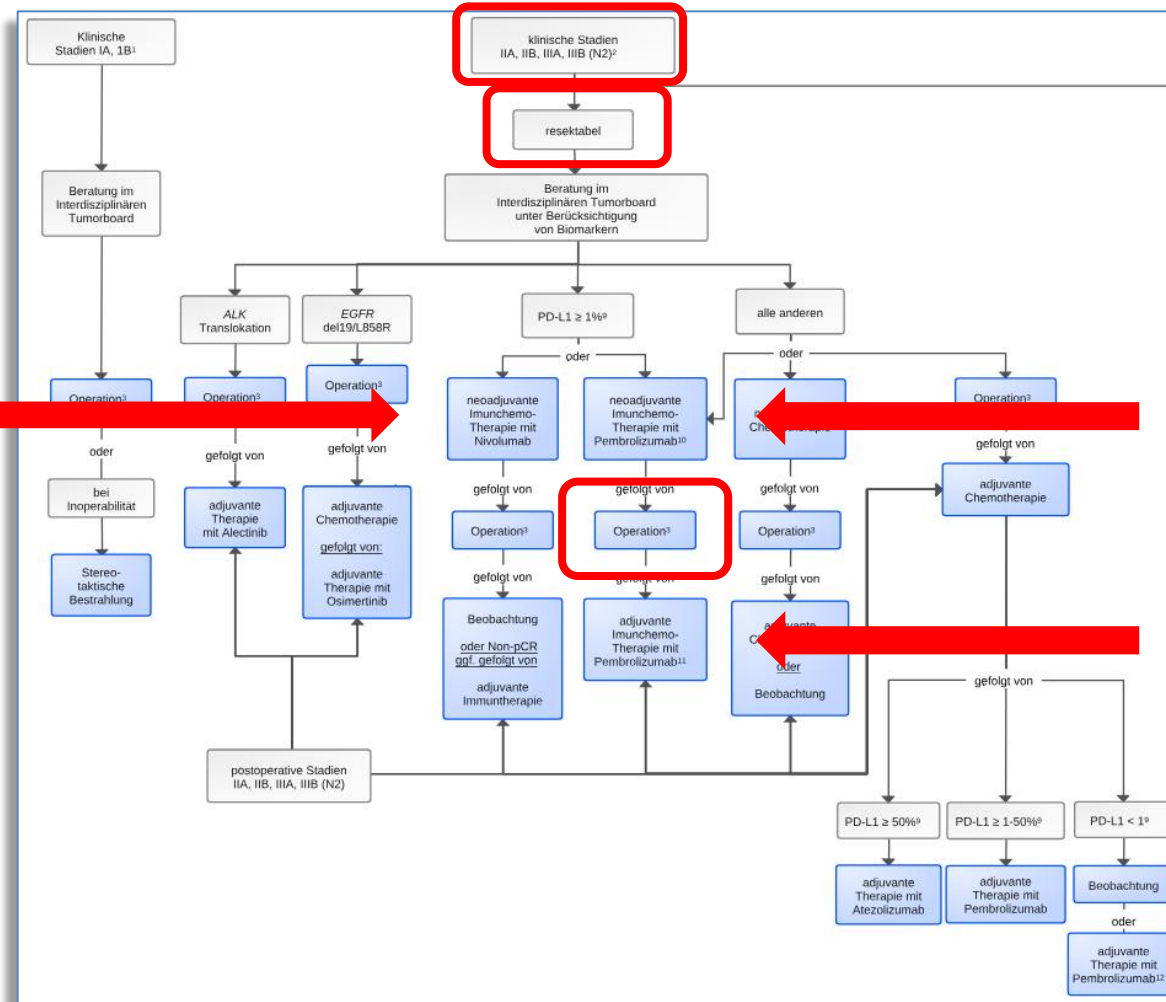 Klinische
Stadien IA, 1B¹
klinische Stadien
IIA, IIB, IIIA, IIIB (N2)²
resektabel
Beratung im
Interdisziplinären
Tumorboard
Beratung im
Interdisziplinären Tumorboard
unter Berücksichtigung
von Biomarkern
ALK
Translokation
EGFR
del19/L858R
PD-L1 ≥ 1%⁹
alle anderen
oder
oder
Operation³
Operation³
Operation³
neoadjuvante
Imunchemo-
Therapie mit
Nivolumab
neoadjuvante
Imunchemo-
Therapie mit
Pembrolizumab¹⁰
Operation³
oder
gefolgt von
gefolgt von
gefolgt von
gefolgt von
gefolgt von
gefolgt von
bei
Inoperabilität
adjuvante
Therapie
mit Alectinib
adjuvante
Chemotherapie
gefolgt von:
adjuvante
Therapie mit
Osimertinib
Operation³
Operation³
Operation³
adjuvante
Chemotherapie
Stereo-
taktische
Bestrahlung
gefolgt von
gefolgt von
gefolgt von
Beobachtung
oder Non-pCR
ggf. gefolgt von
adjuvante
Immuntherapie
adjuvante
Imunchemo-
Therapie mit
Pembrolizumab¹¹
adjuvante
oder
Beobachtung
gefolgt von
postoperative Stadien
IIA, IIB, IIIA, IIIB (N2)
PD-L1 ≥ 50%⁹
PD-L1 ≥ 1-50%⁹
PD-L1 < 1⁹
adjuvante
Therapie mit
Atezolizumab
adjuvante
Therapie mit
Pembrolizumab
Beobachtung
oder
adjuvante
Therapie mit
Pembrolizumab¹²